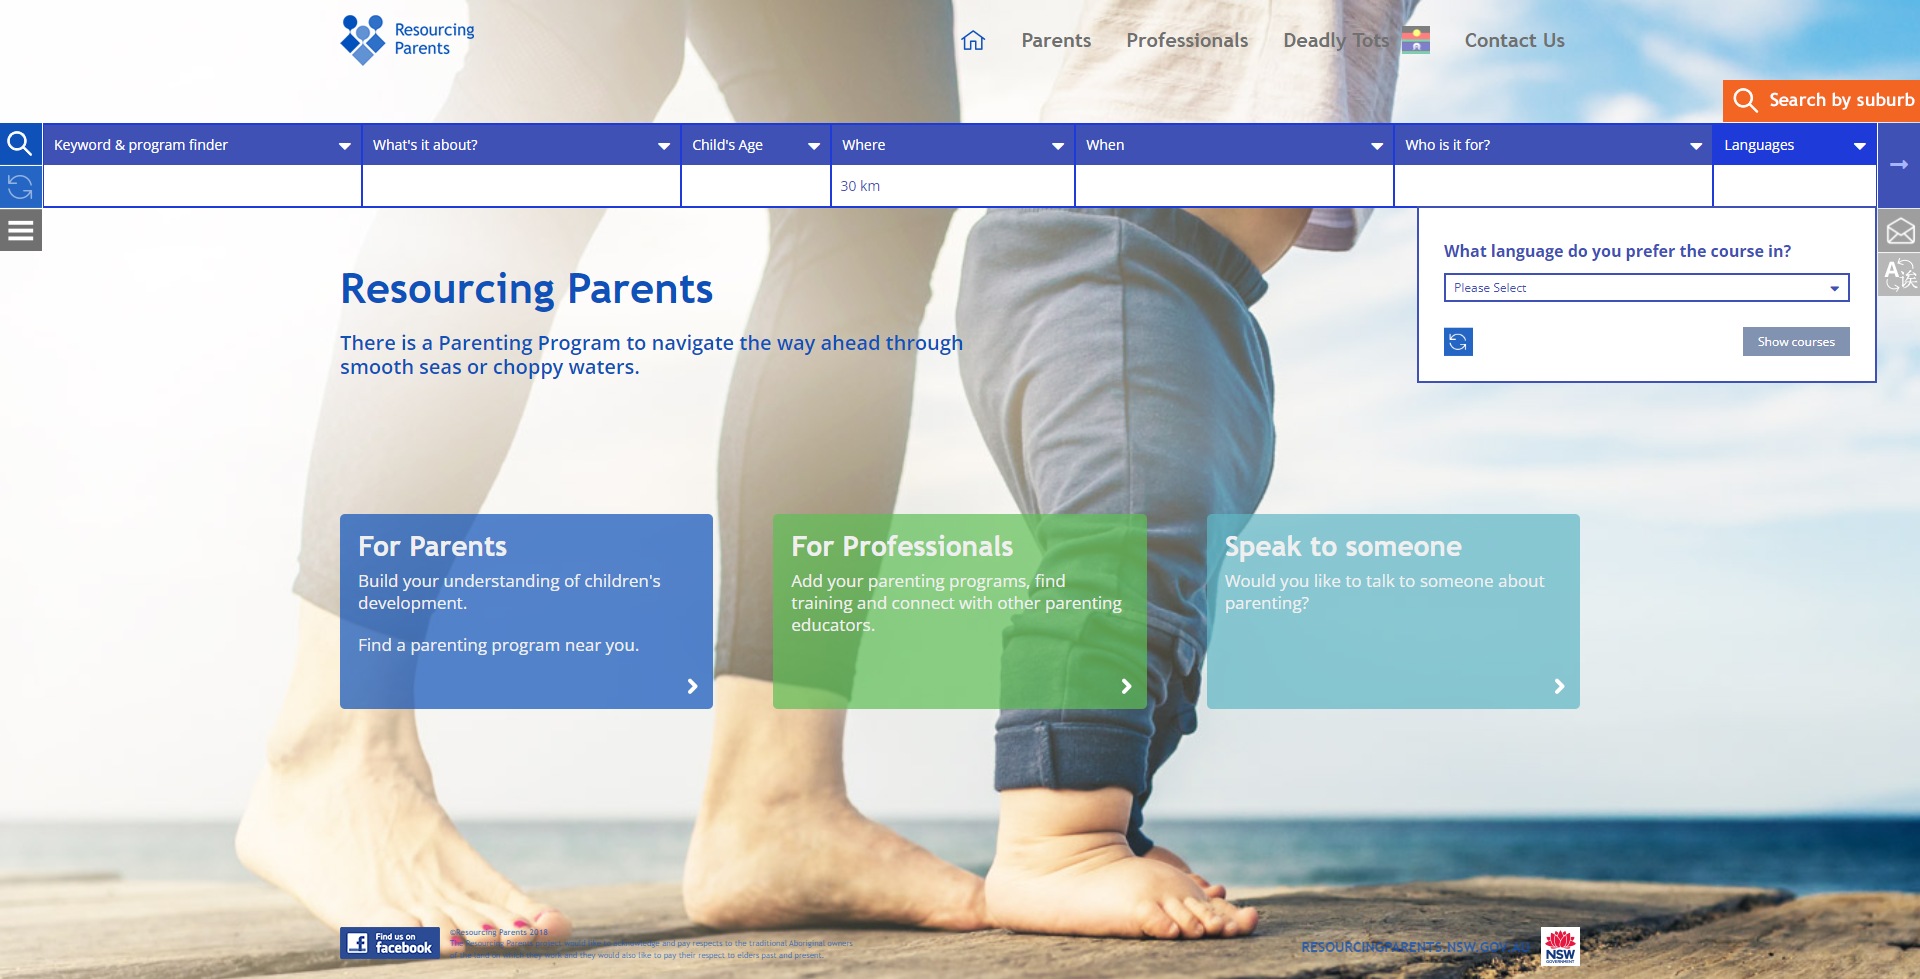 Resourcing
Parents
Parents
Professionals
Deadly Tots
Contact Us
Search by suburb
Keyword & program finder
What's it about?
Child's Age
Where
When
Who is it for?
Languages
30 km
What language do you prefer the course in?
Please Select
Show courses
A
诶
Resourcing Parents
There is a Parenting Program to navigate the way ahead through
smooth seas or choppy waters.
For Parents
Build your understanding of children's
development.
Find a parenting program near you.
For Professionals
Add your parenting programs, find
training and connect with other parenting
educators.
Speak to someone
Would you like to talk to someone about
parenting?
Find us on
facebook
©Resourcing Parents 2018
The Resourcing Parents project would like to acknowledge and pay respects to the traditional Aboriginal owners
of the land on which they work and they would also like to pay their respect to elders past and present.
RESOURCINGPARENTS.NSW.GOV.AU
NSW
GOVERNMENT